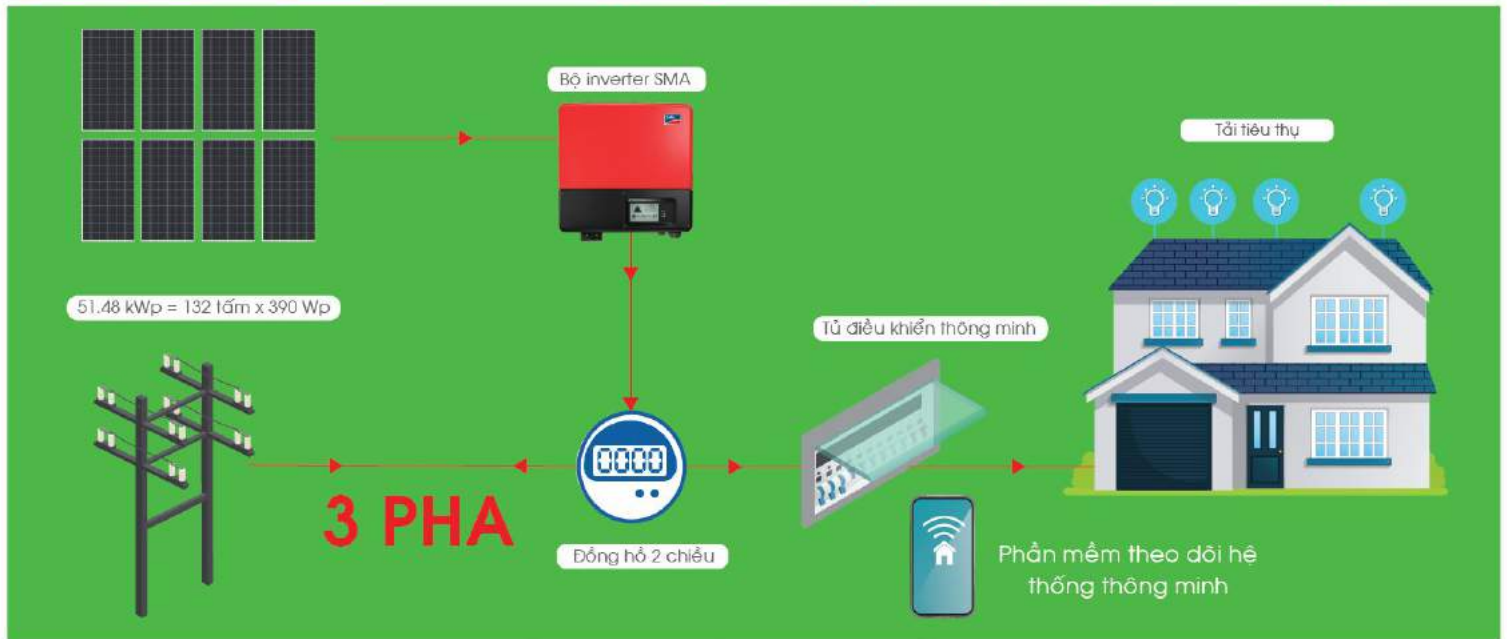 Bộ inverter SMA
Tải tiêu thụ
51.48 kWp = 132 tấm x 390 Wp
Tủ điều khiển thông minh
0000
3 PHA
Đồng hồ 2 chiều
Phần mềm theo dõi hệ
thống thông minh